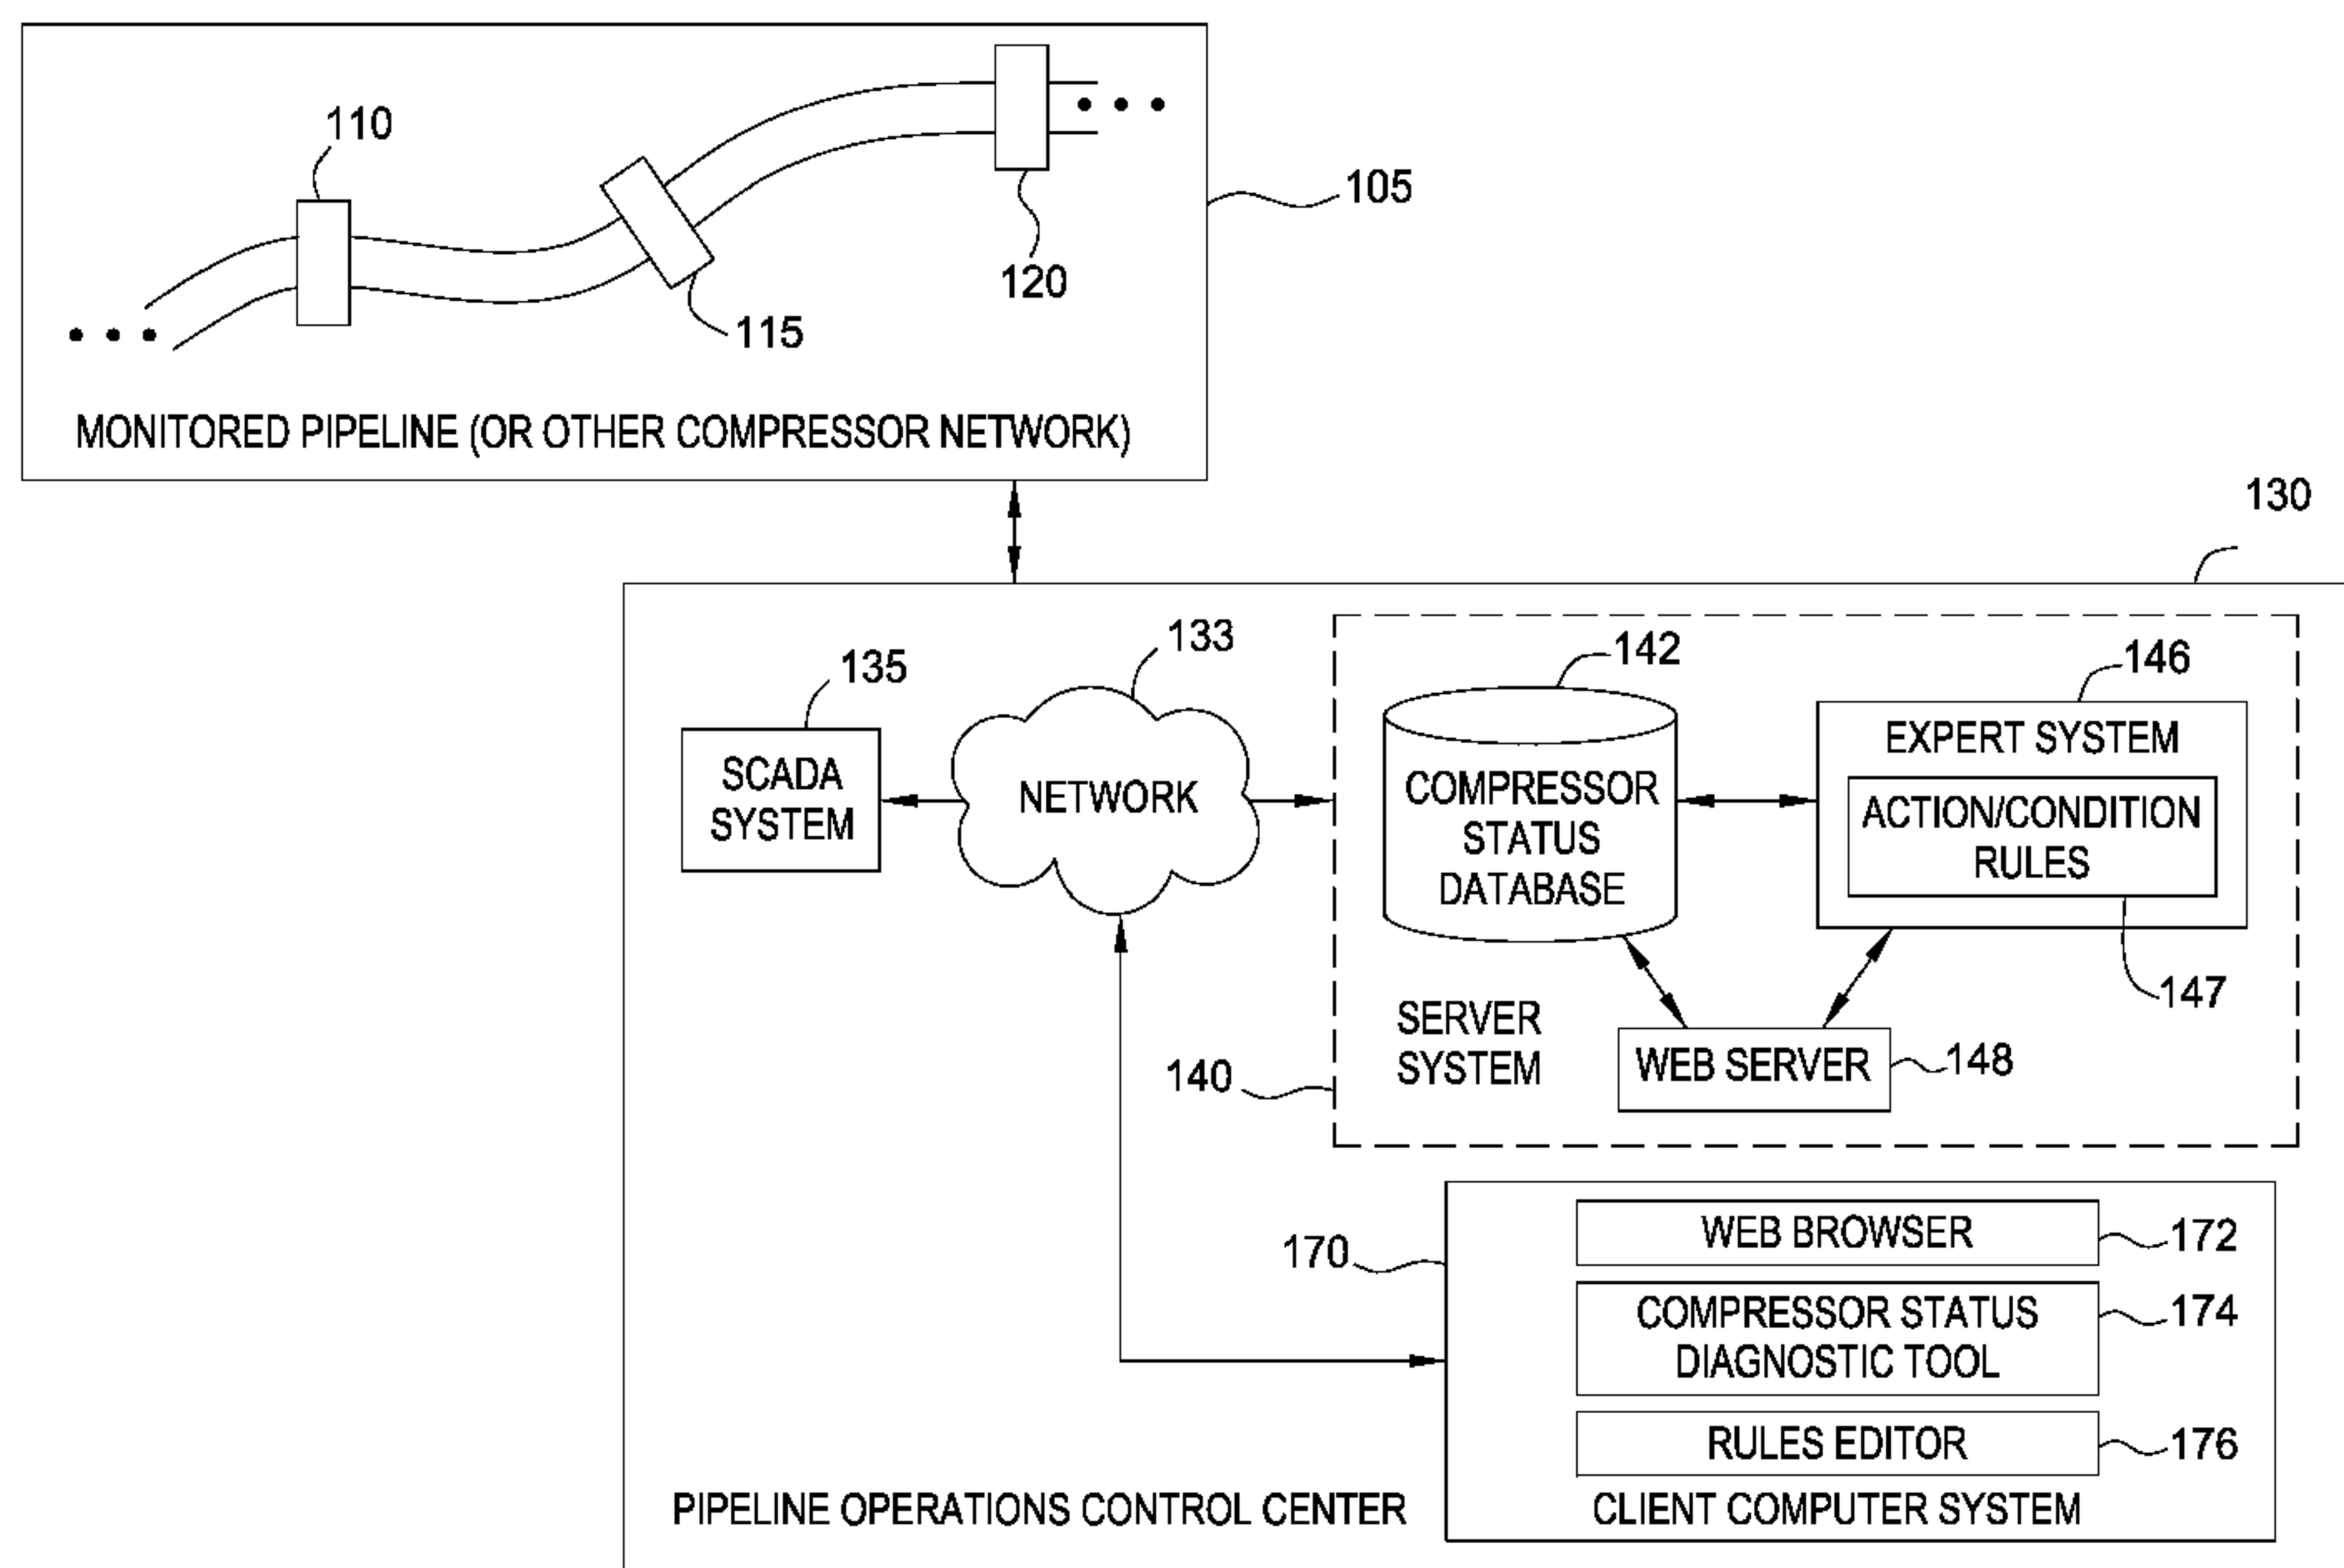 110
105
120
115
MONITORED PIPELINE (OR OTHER COMPRESSOR NETWORK)
130
133
142
146
135
EXPERT SYSTEM
SCADA
SYSTEM
NETWORK
COMPRESSOR
STATUS
DATABASE
ACTION/CONDITION
RULES
147
SERVER
SYSTEM
WEB SERVER
148
140
170
WEB BROWSER
172
COMPRESSOR STATUS
DIAGNOSTIC TOOL
174
RULES EDITOR
176
PIPELINE OPERATIONS CONTROL CENTER
CLIENT COMPUTER SYSTEM